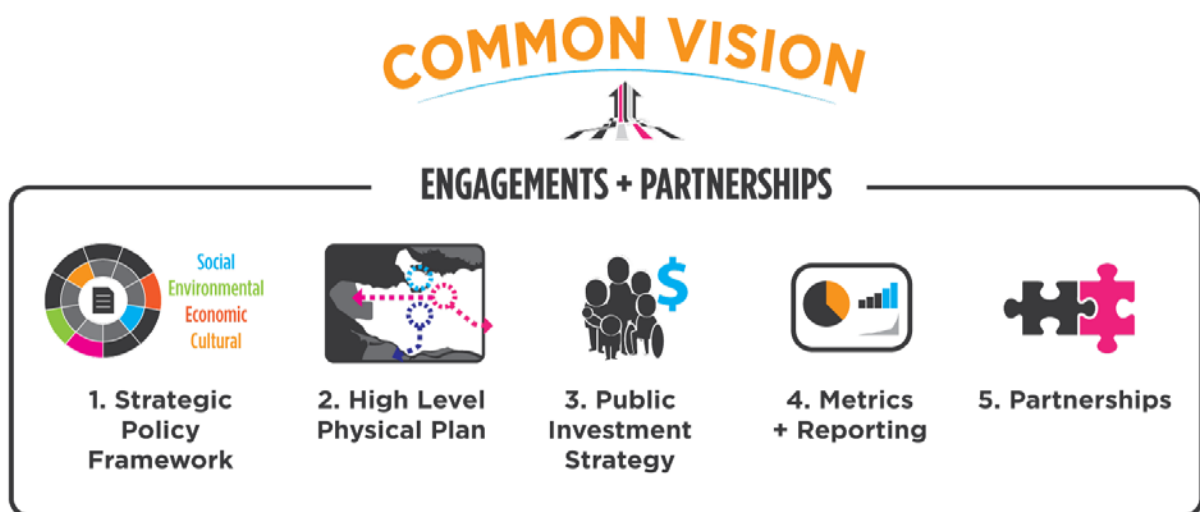 COMMON VISION
ENGAGEMENTS + PARTNERSHIPS
Social
Environmental
Economic
Cultural
$
1. Strategic
Policy
Framework
2. High Level
Physical Plan
3. Public
Investment
Strategy
4. Metrics
+ Reporting
5. Partnerships